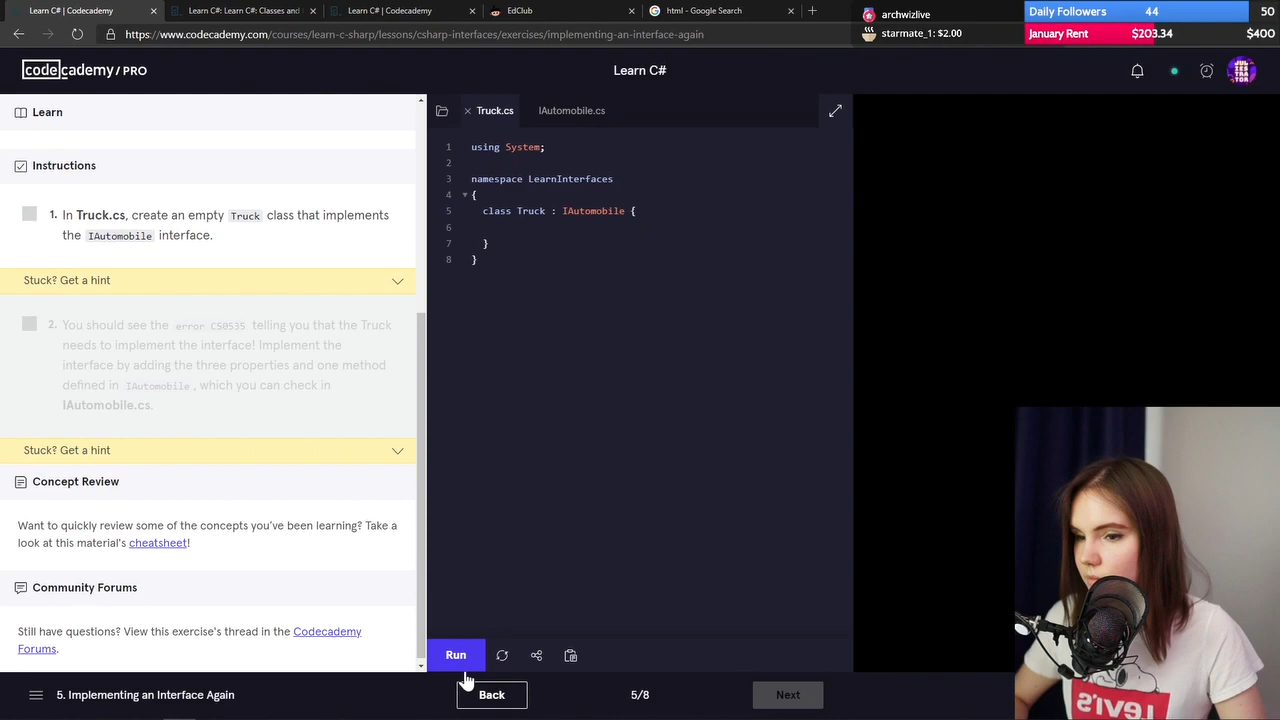 Learn C# | Codecademy
Learn C#: Learn C#: Classes and
Learn C# | Codecademy
EdClub
html - Google Search
https://www.codecademy.com/courses/learn-c-sharp/lessons/csharp-interfaces/exercises/implementing-an-interface-again
archwizlive
starmate_1: $2.00
Daily Followers 44 50
January Rent $203.34 $400
codecademy/PRO
Learn C#
Learn
Instructions
1. In Truck.cs, create an empty Truck class that implements
the IAutomobile interface.
Stuck? Get a hint
2. You should see the error CS0535 telling you that the Truck
needs to implement the interface! Implement the
interface by adding the three properties and one method
defined in IAutomobile, which you can check in
IAutomobile.cs.
Stuck? Get a hint
Concept Review
Want to quickly review some of the concepts you've been learning? Take a
look at this material's cheatsheet!
Community Forums
Still have questions? View this exercise's thread in the Codecademy
Forums.
Truck.cs
IAutomobile.cs
1 using System;
2
3 namespace LearnInterfaces
4 {
5 class Truck : IAutomobile {
6
7 }
8 }
Run
5. Implementing an Interface Again
Back
5/8
Next
LEVI'S